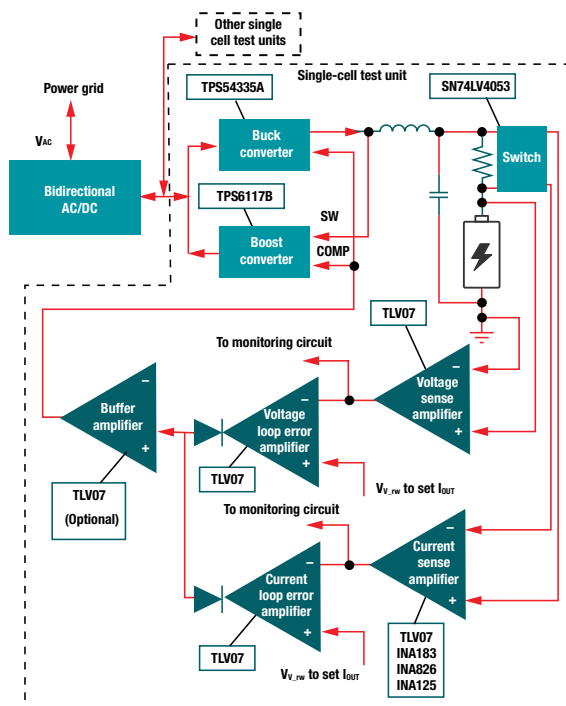 Other single
cell test units
Power grid
Single-cell test unit
TPS54335A
SN74LV4053
VAC
Buck
converter
Switch
Bidirectional
AC/DC
TPS6117B
SW
Boost
converter
COMP
TLV07
To monitoring circuit
–
Voltage
sense
amplifier
+
–
Buffer
amplifier
+
–
Voltage
loop error
amplifier
+
TLV07
TLV07
(Optional)
VV_rw to set IOUT
To monitoring circuit
–
Current
sense
amplifier
+
–
Current
loop error
amplifier
+
TLV07
TLV07
INA183
INA826
INA125
VV_rw to set IOUT